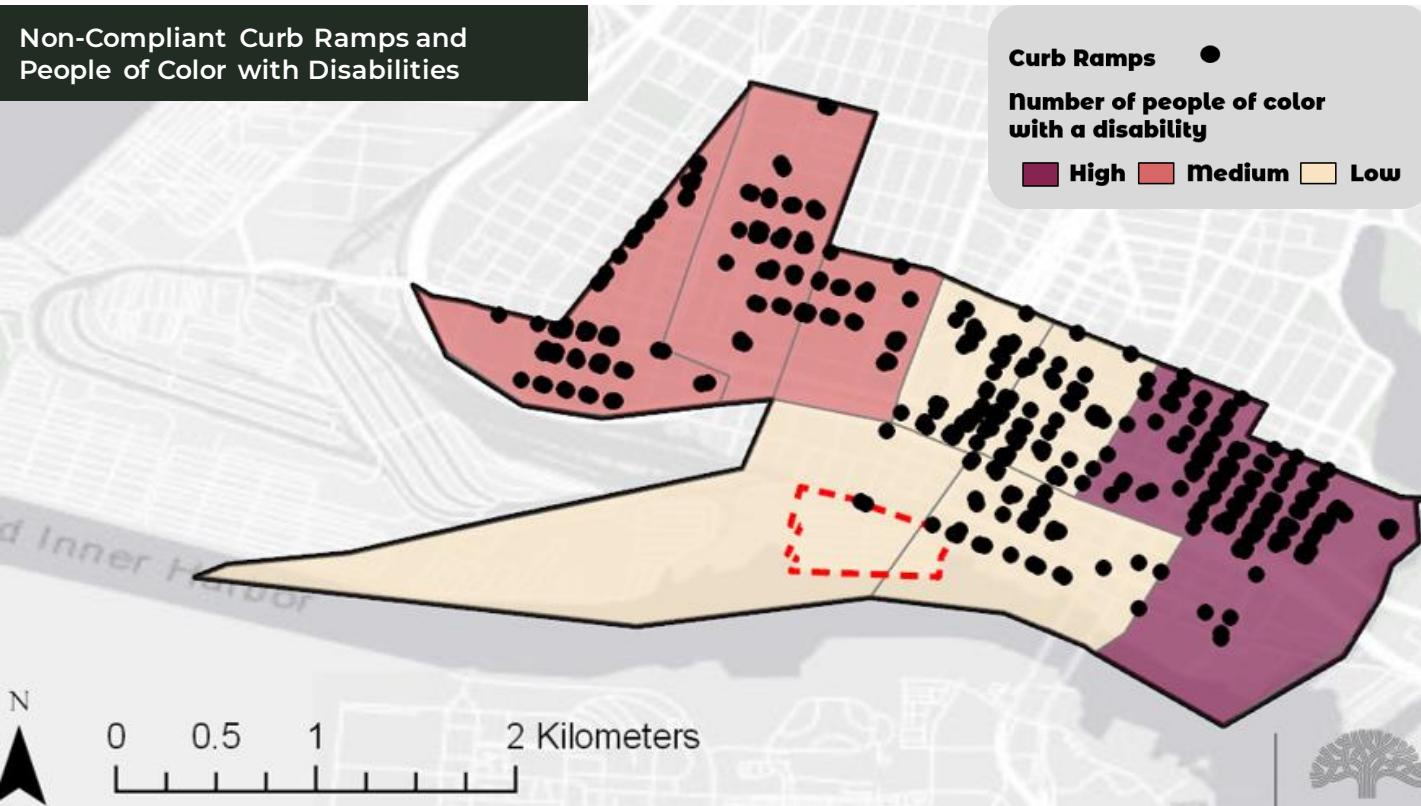 Non-Compliant Curb Ramps and
People of Color with Disabilities
Curb Ramps
Number of people of color
with a disability
High Medium Low
d Inner Harbor
N
0 0.5 1 2 Kilometers